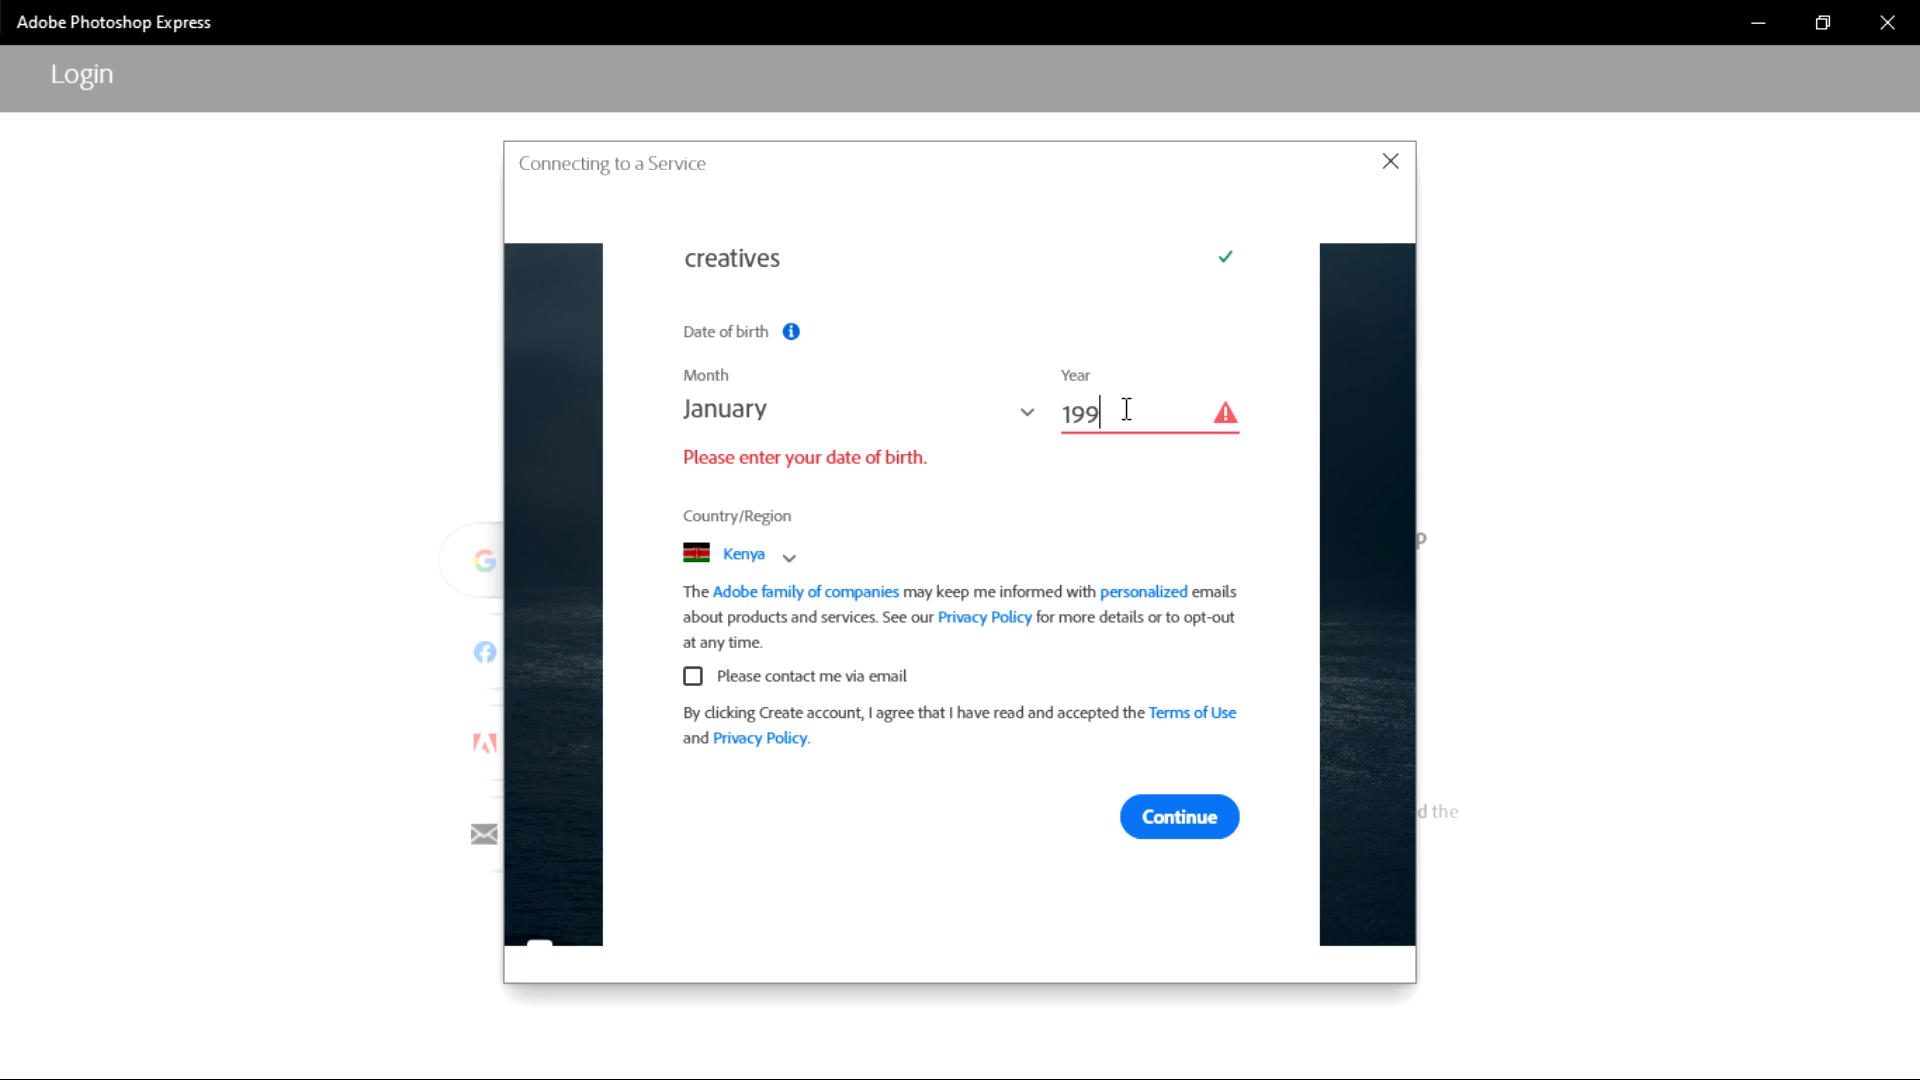 Adobe Photoshop Express
Login
Connecting to a Service
creatives
Date of birth
Month
Year
January
199
Please enter your date of birth.
Country/Region
p
Kenya
The Adobe family of companies may keep me informed with personalized emails
about products and services. See our Privacy Policy for more details or to opt-out
at any time.
Please contact me via email
By clicking Create account, I agree that I have read and accepted the Terms of Use
and Privacy Policy.
Continue
d the